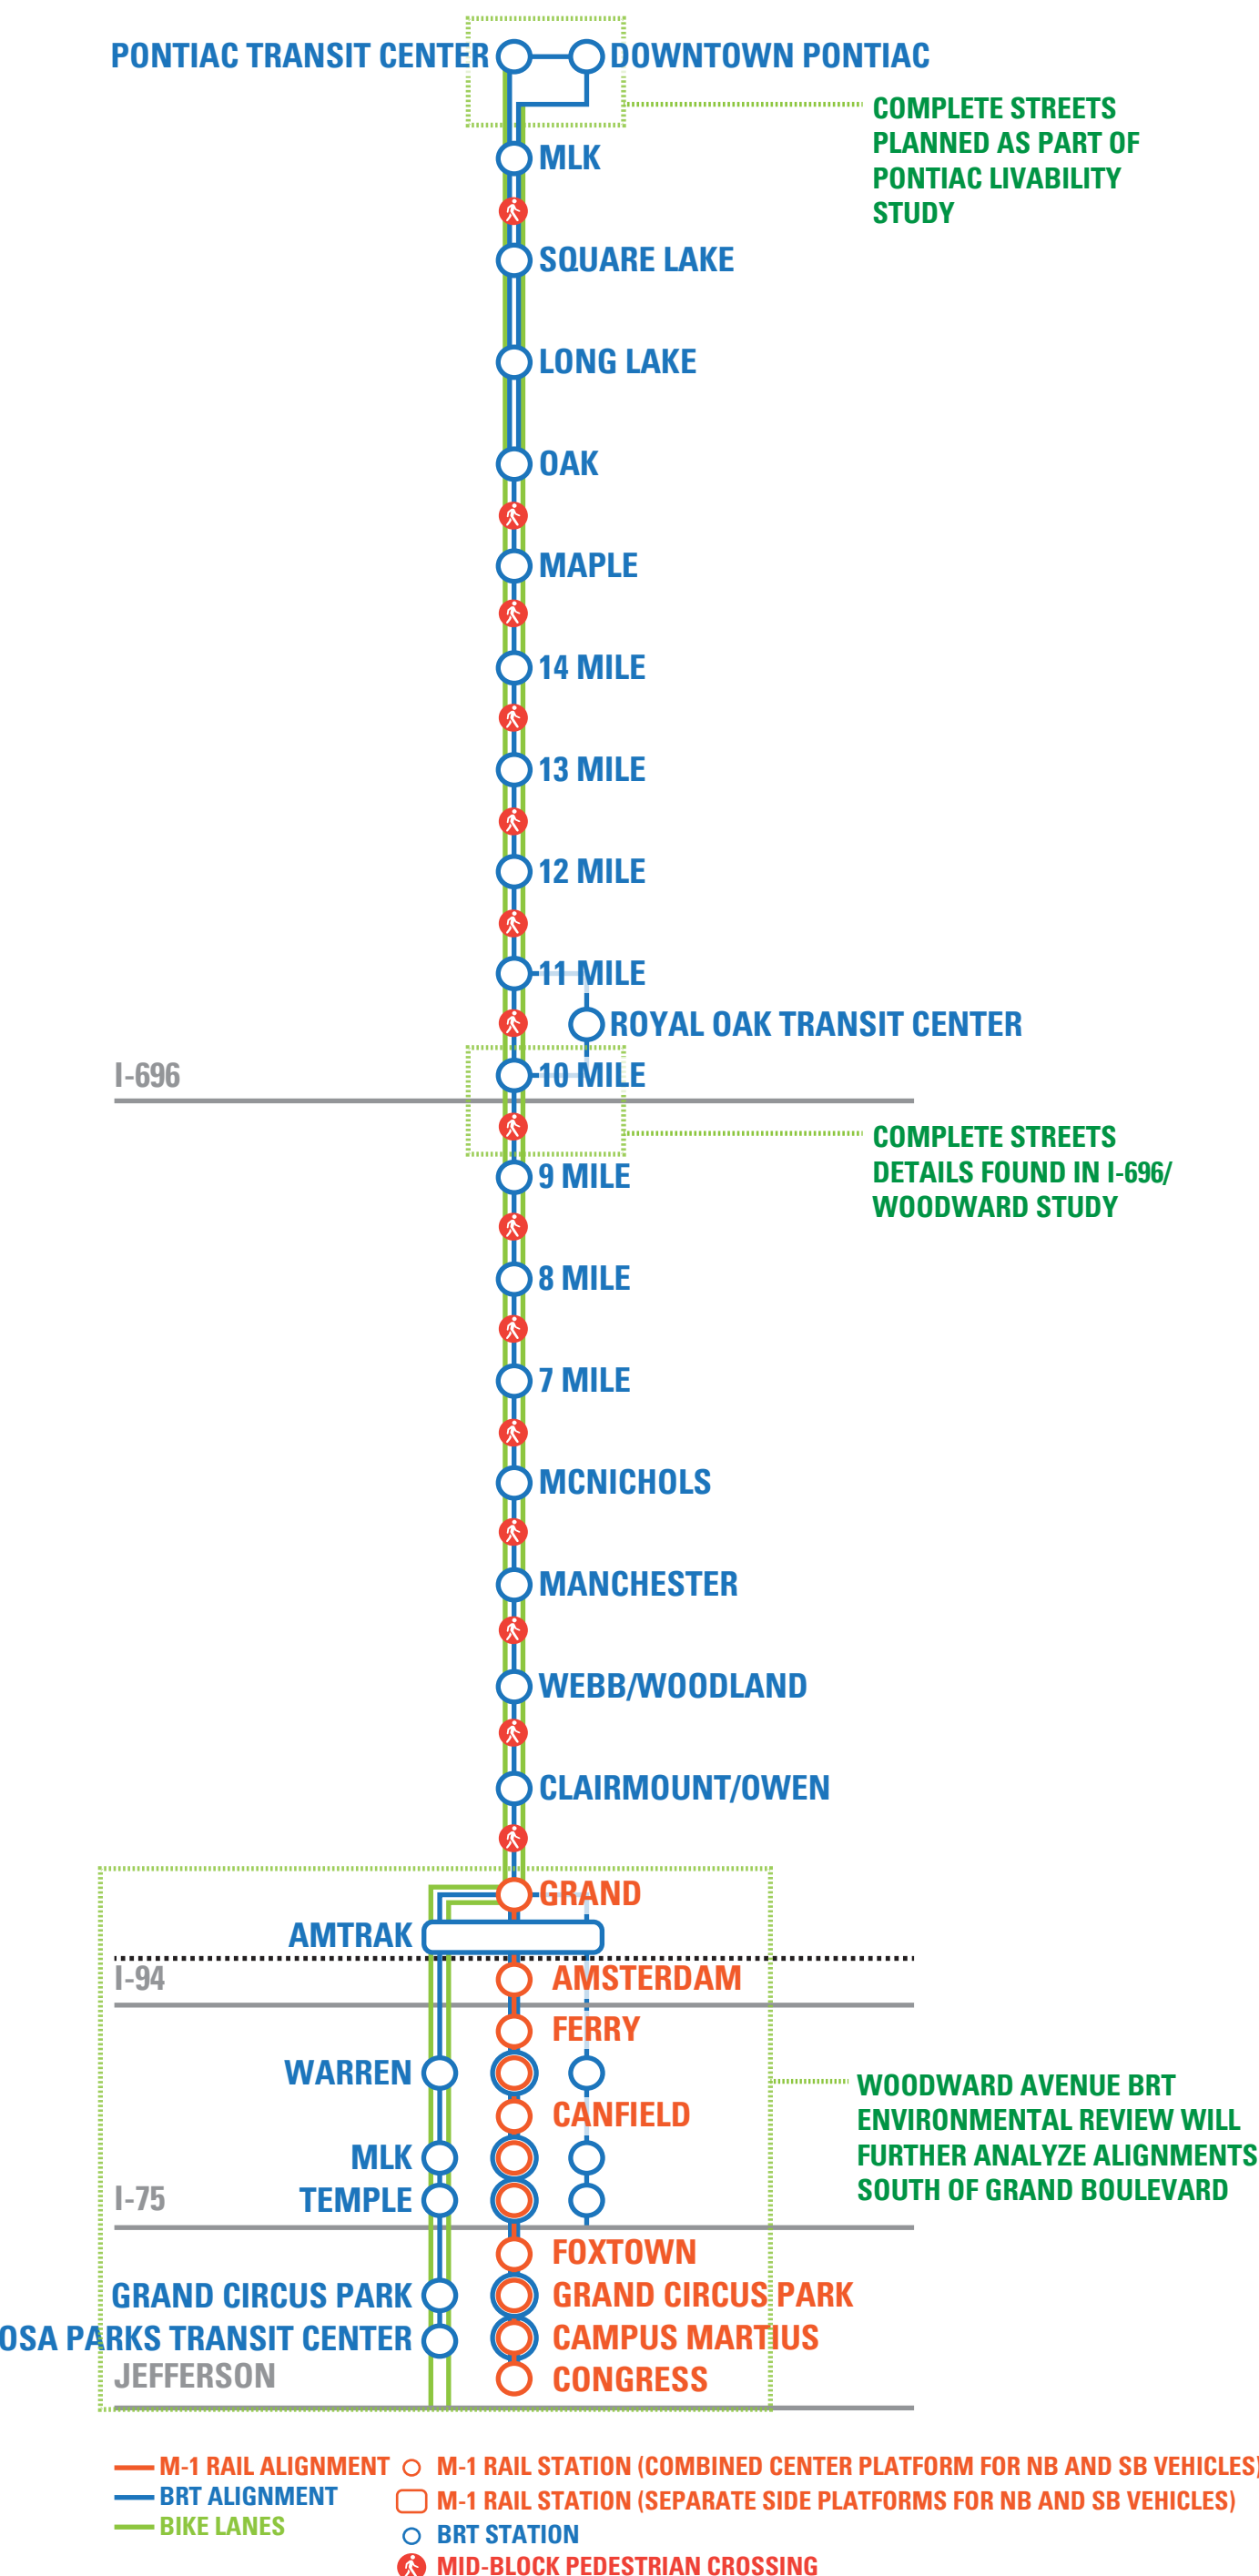 PONTIAC TRANSIT CENTER
DOWNTOWN PONTIAC
COMPLETE STREETS
PLANNED AS PART OF
PONTIAC LIVABILITY
STUDY
MLK
SQUARE LAKE
LONG LAKE
OAK
MAPLE
14 MILE
13 MILE
12 MILE
11 MILE
ROYAL OAK TRANSIT CENTER
I-696
10 MILE
COMPLETE STREETS
DETAILS FOUND IN I-696/
WOODWARD STUDY
9 MILE
8 MILE
7 MILE
MCNICHOLS
MANCHESTER
WEBB/WOODLAND
CLAIRMOUNT/OWEN
GRAND
AMTRAK
I-94
AMSTERDAM
FERRY
WARREN
CANFIELD
WOODWARD AVENUE BRT
ENVIRONMENTAL REVIEW WILL
FURTHER ANALYZE ALIGNMENTS
SOUTH OF GRAND BOULEVARD
MLK
I-75
TEMPLE
FOXTOWN
GRAND CIRCUS PARK
GRAND CIRCUS PARK
OSA PARKS TRANSIT CENTER
CAMPUS MARTIUS
JEFFERSON
CONGRESS
M-1 RAIL ALIGNMENT
BRT ALIGNMENT
BIKE LANES
M-1 RAIL STATION (COMBINED CENTER PLATFORM FOR NB AND SB VEHICLES)
M-1 RAIL STATION (SEPARATE SIDE PLATFORMS FOR NB AND SB VEHICLES)
BRT STATION
MID-BLOCK PEDESTRIAN CROSSING